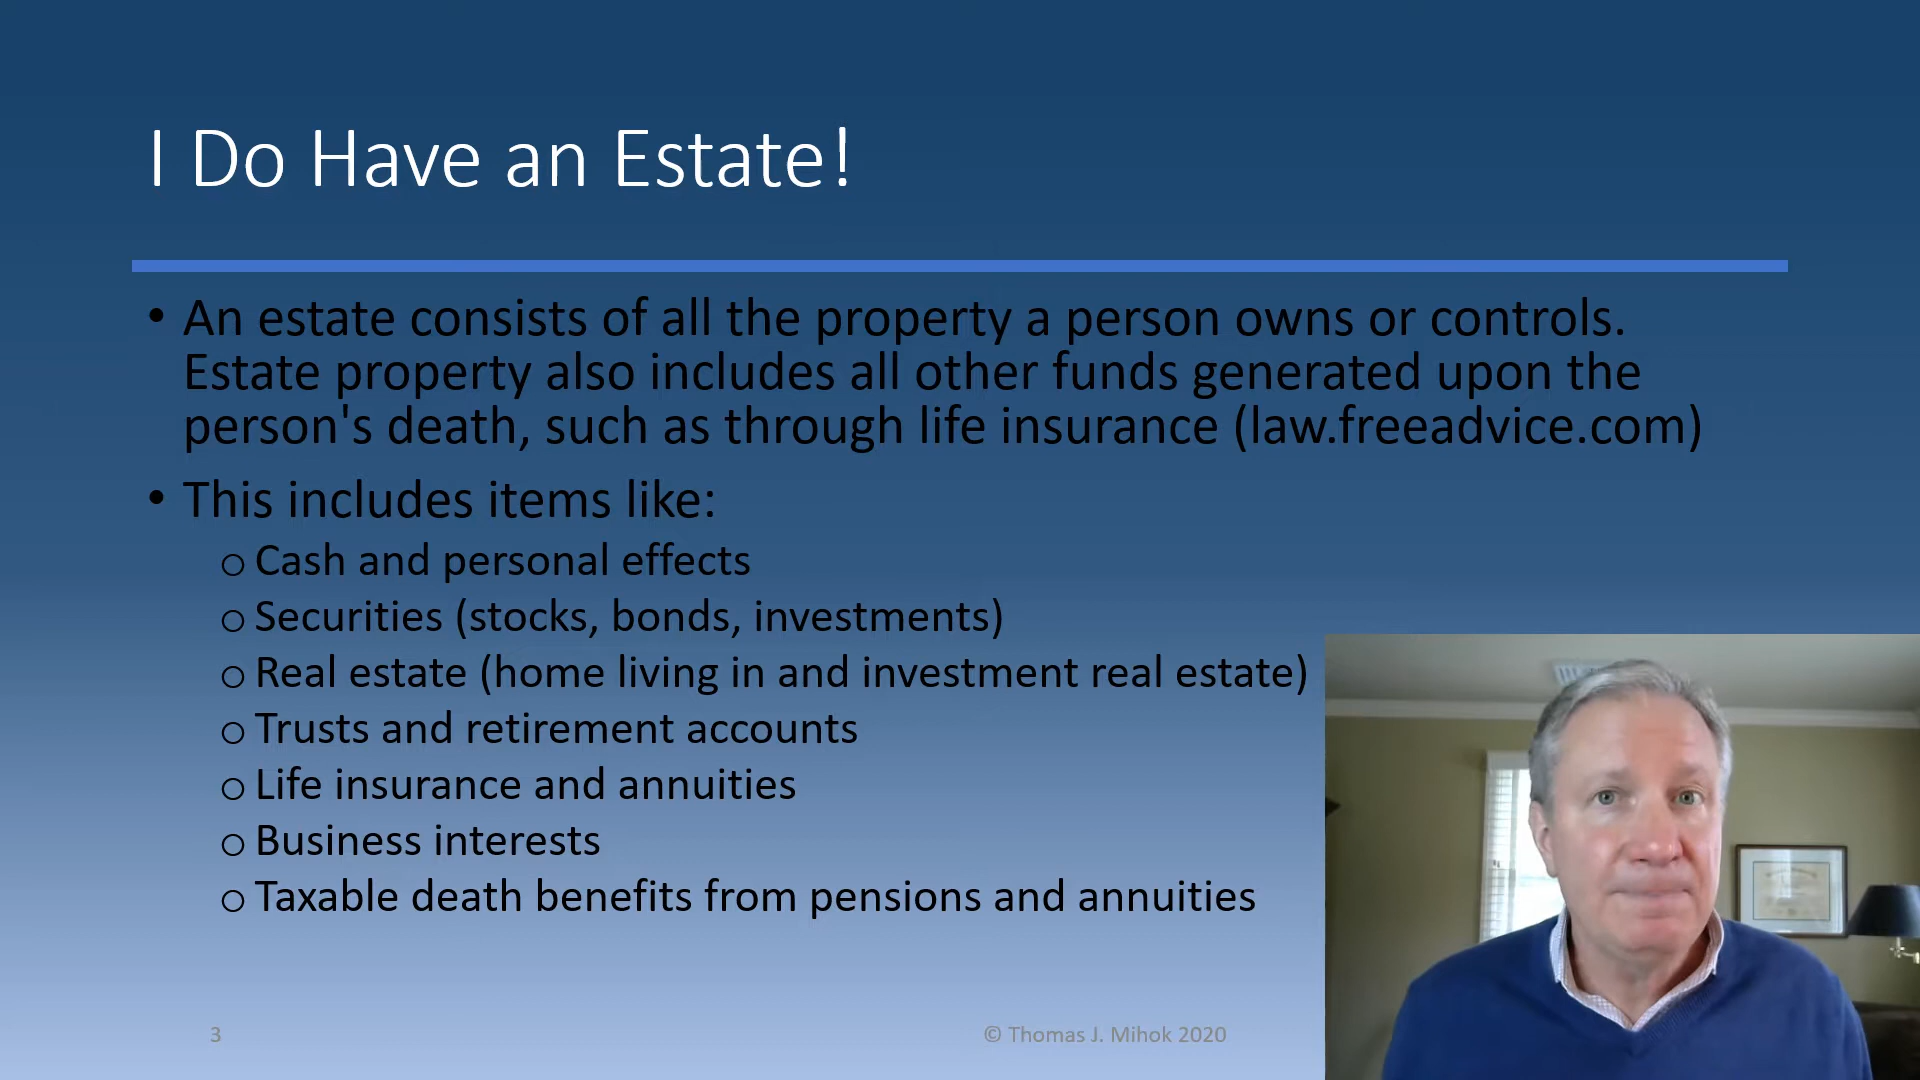 I Do Have an Estate!
• An estate consists of all the property a person owns or controls.
Estate property also includes all other funds generated upon the
person's death, such as through life insurance (law.freeadvice.com)
• This includes items like:
o Cash and personal effects
o Securities (stocks, bonds, investments)
o Real estate (home living in and investment real estate)
o Trusts and retirement accounts
o Life insurance and annuities
o Business interests
o Taxable death benefits from pensions and annuities
3
© Thomas J. Mihok 2020